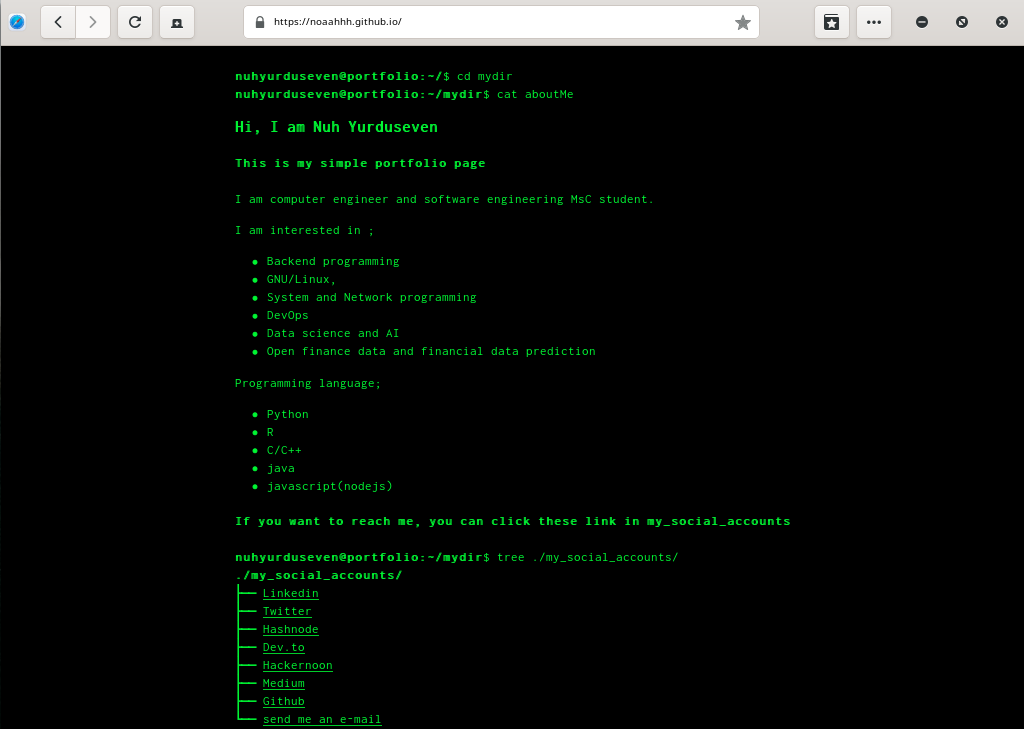 https://noaahhh.github.io/
nuhyurduseven@portfolio:~/$ cd mydir
nuhyurduseven@portfolio:~/mydir$ cat aboutMe
Hi, I am Nuh Yurduseven
This is my simple portfolio page
I am computer engineer and software engineering MsC student.
I am interested in ;
● Backend programming
● GNU/Linux,
● System and Network programming
● DevOps
● Data science and AI
● Open finance data and financial data prediction
Programming language;
● Python
● R
● C/C++
● java
● javascript(nodejs)
If you want to reach me, you can click these link in my_social_accounts
nuhyurduseven@portfolio:~/mydir$ tree ./my_social_accounts/
./my_social_accounts/
├── Linkedin
├── Twitter
├── Hashnode
├── Dev.to
├── Hackernoon
├── Medium
├── Github
└── send me an e-mail